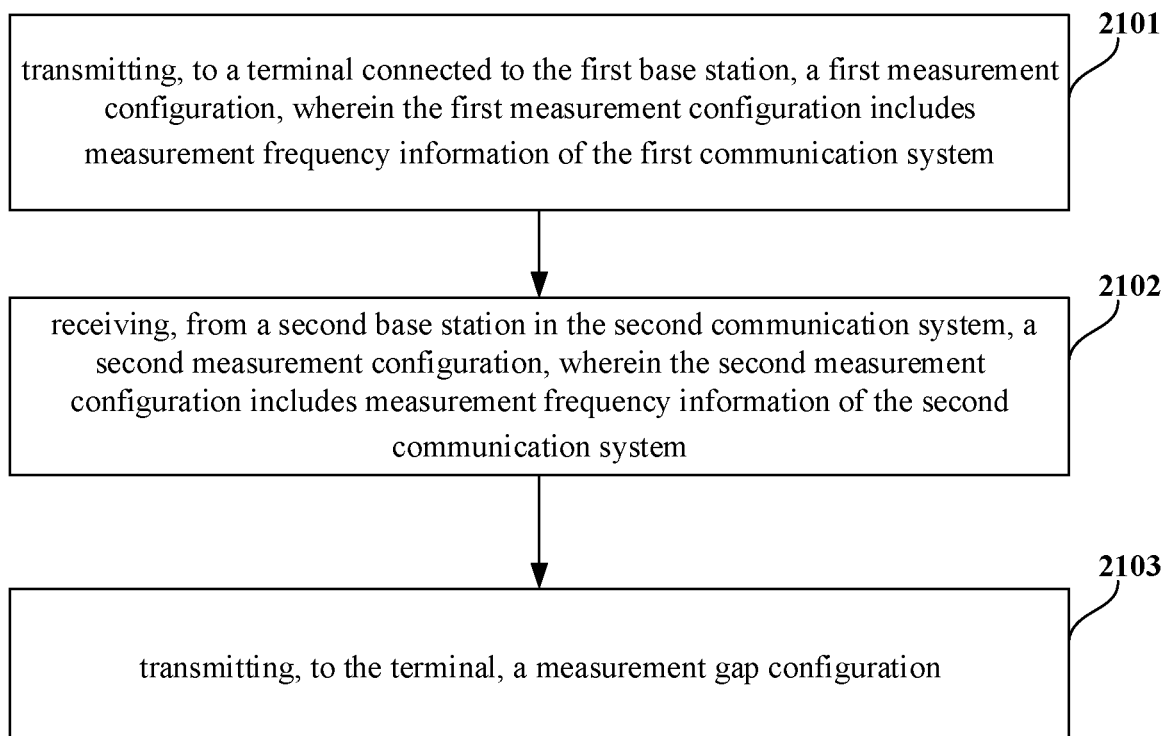 2101
transmitting, to a terminal connected to the first base station, a first measurement
configuration, wherein the first measurement configuration includes
measurement frequency information of the first communication system
2102
receiving, from a second base station in the second communication system, a
second measurement configuration, wherein the second measurement
configuration includes measurement frequency information of the second
communication system
2103
transmitting, to the terminal, a measurement gap configuration